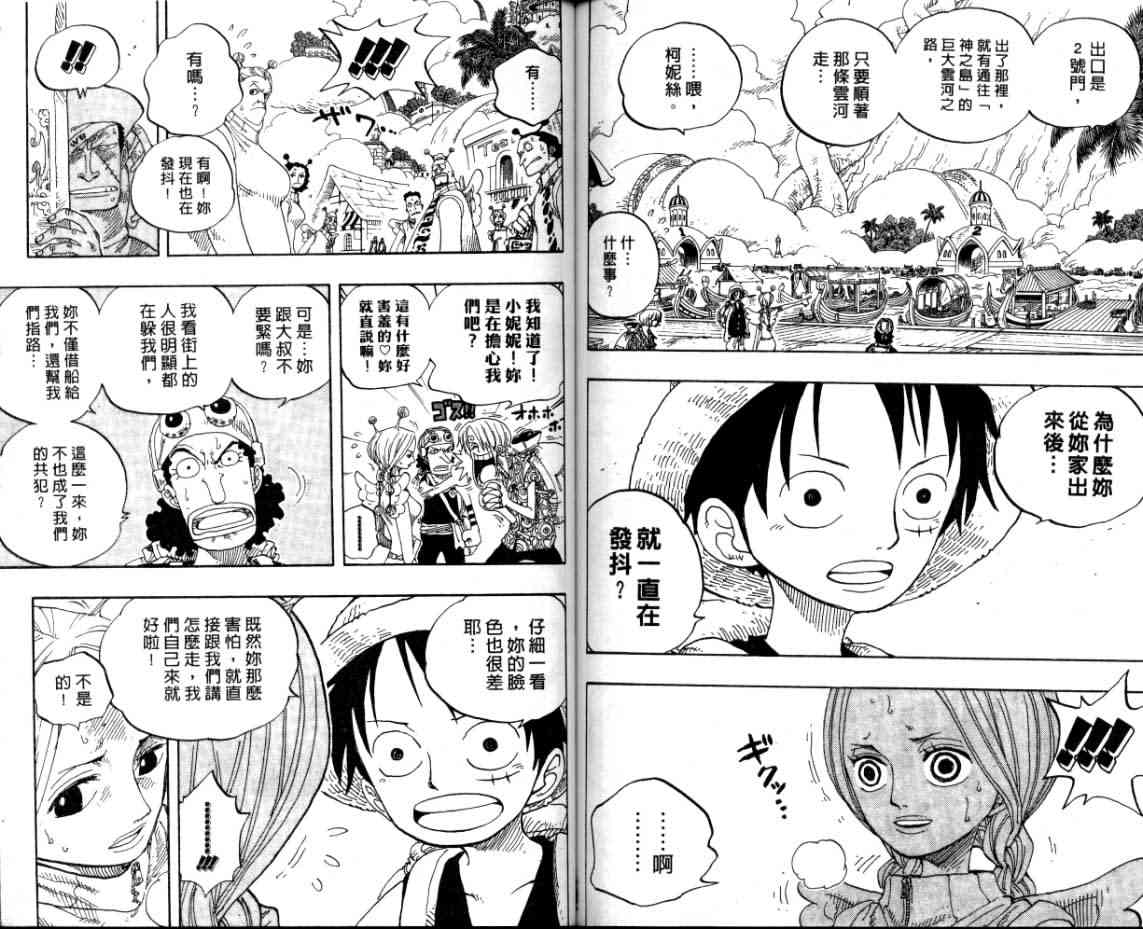 出口是
2號門，
出了那裡，
就有通往「
神之島」的
巨大雲河之
路，
只要順著
那條雲河
走…
……喂，
柯妮絲。
什…
什麼事？
1
2
為什麼妳
從妳家出
來後…
就一直在
發抖？
!!!!
ギクッ…
……
……啊
有…
!!!!
ザワ…
有嗎…？
有啊！妳
現在也在
發抖！
!!
我知道了！
小妮妮！妳
是在擔心我
們吧？
這有什麼好
害羞的♡妳
就直說嘛！
オホホホ…
ゴス!!
可是…妳
跟大叔不
要緊嗎？
我看街上的
人很明顯都
在躲我們，
妳不僅借船給
我們，還幫我
們指路…
這麼一來，妳
不也成了我們
的共犯？
仔細一看
，妳的臉
色也很差
耶…
既然妳那麼
害怕，就直
接跟我們講
怎麼走，我
們自己來就
好啦！
………!!!
不是
的！